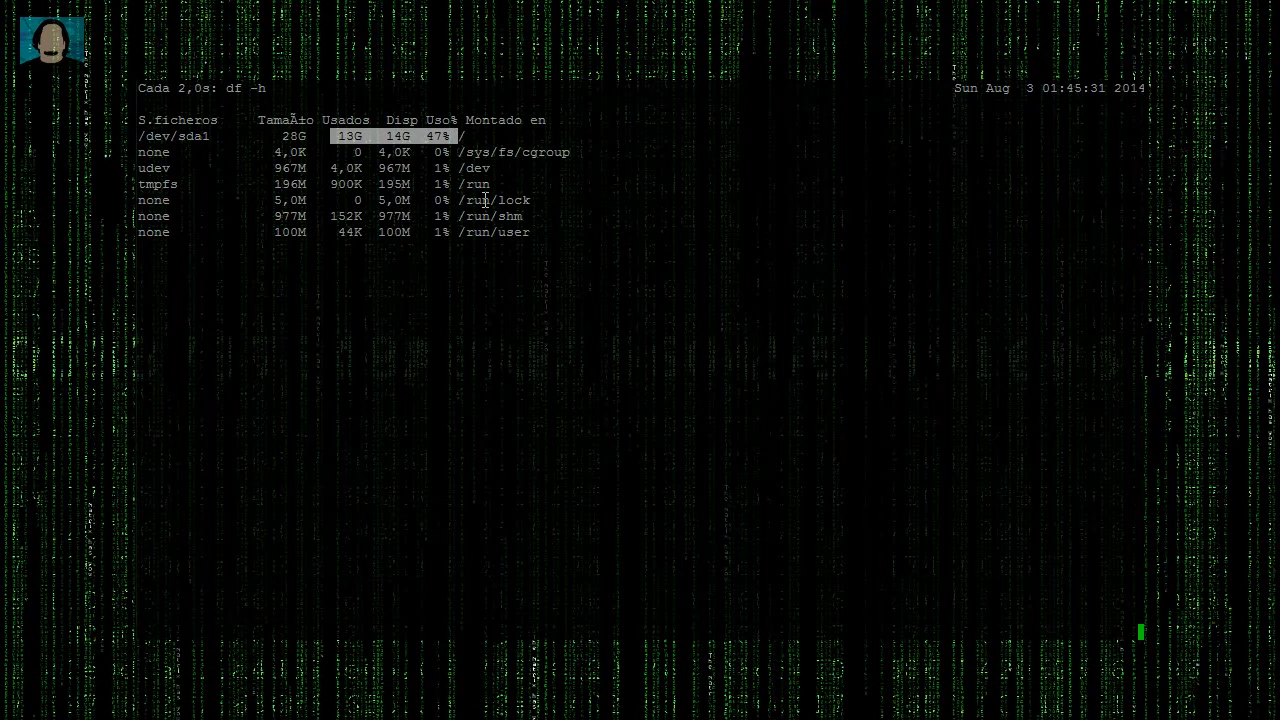 Cada 2,0s: df -h Sun Aug 3 01:45:31 2014
S.ficheros TamaÃ±o Usados Disp Uso% Montado en
/dev/sda1 28G 13G 14G 47% /
none 4,0K 0 4,0K 0% /sys/fs/cgroup
udev 967M 4,0K 967M 1% /dev
tmpfs 196M 900K 195M 1% /run
none 5,0M 0 5,0M 0% /run/lock
none 977M 152K 977M 1% /run/shm
none 100M 44K 100M 1% /run/user